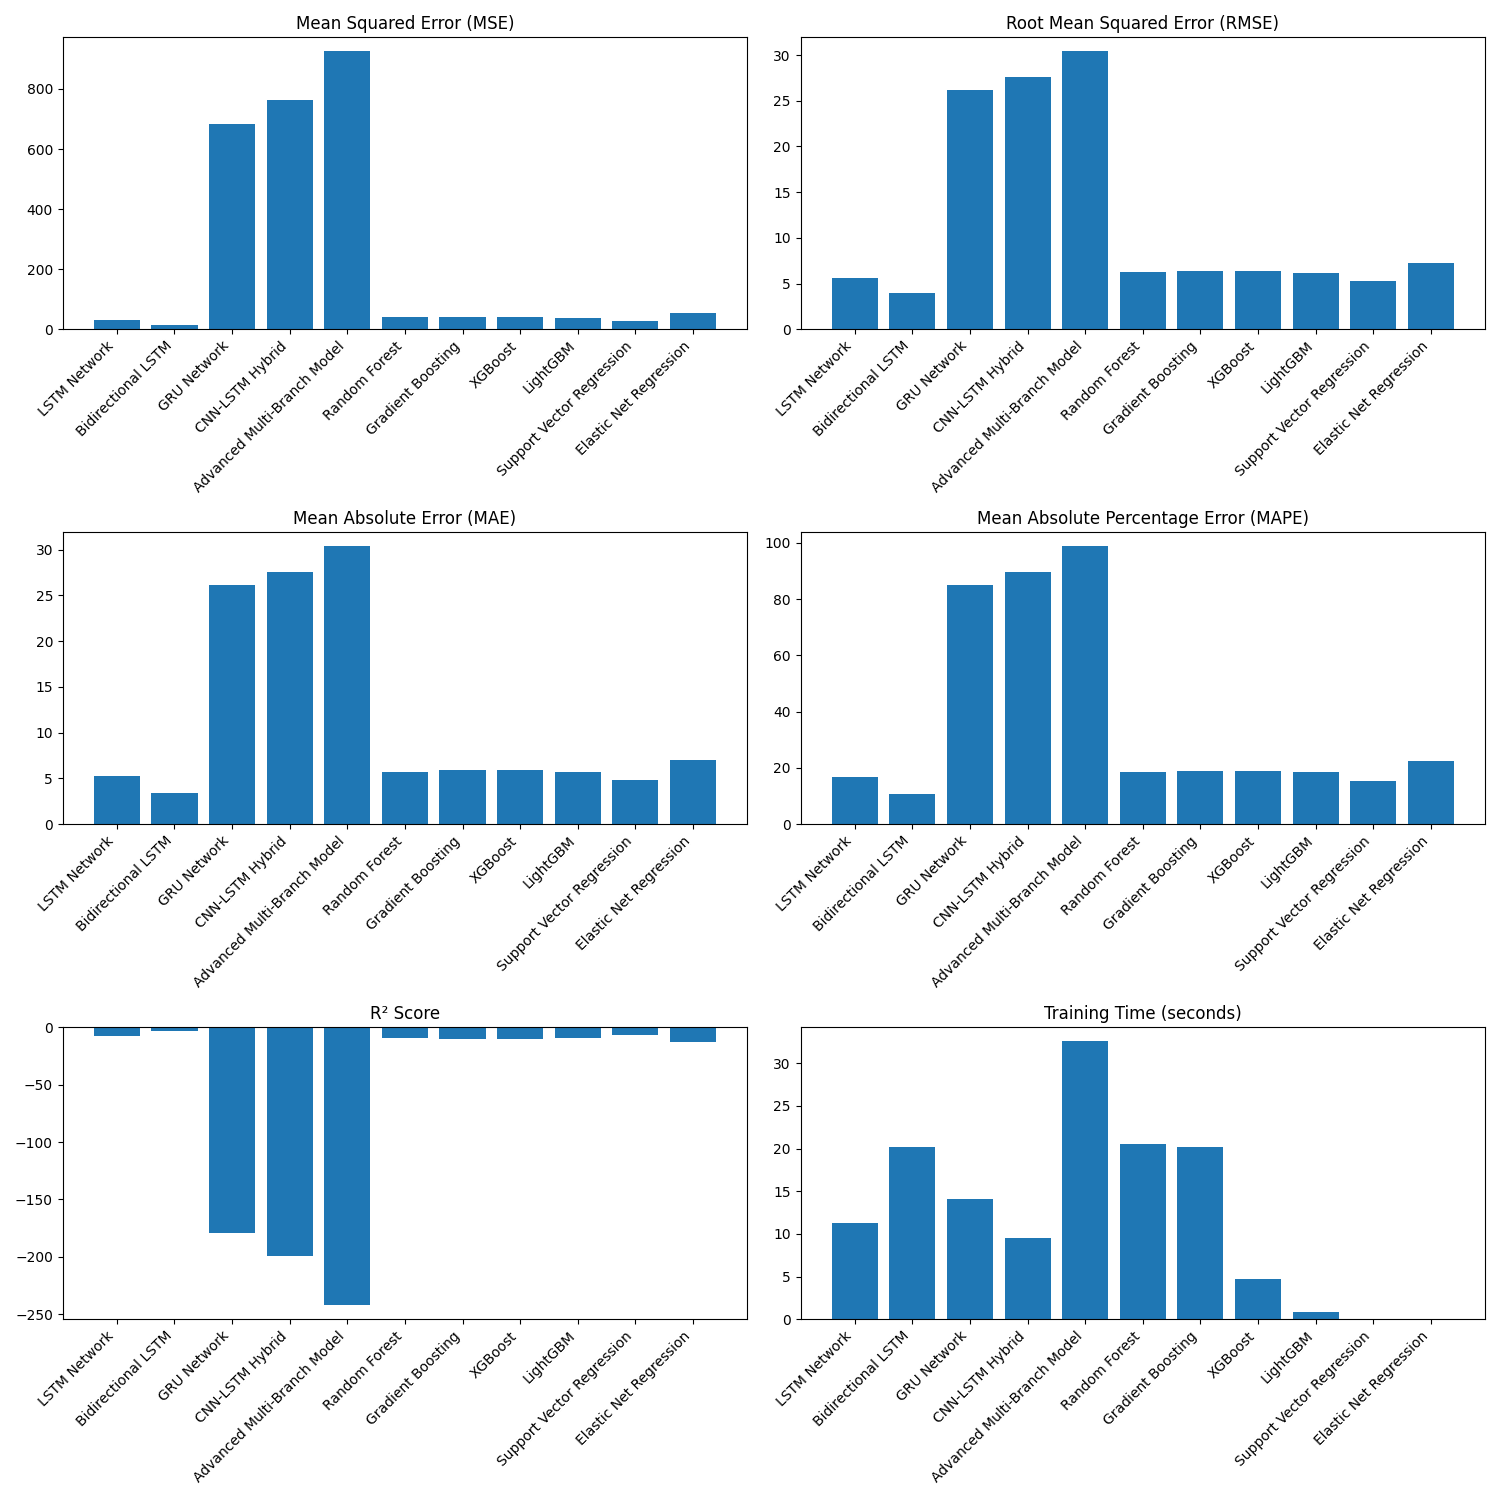 Mean Squared Error (MSE)
800
600
400
200
0
LSTM Network
Bidirectional LSTM
GRU Network
CNN-LSTM Hybrid
Advanced Multi-Branch Model
Random Forest
Gradient Boosting
XGBoost
LightGBM
Support Vector Regression
Elastic Net Regression
Root Mean Squared Error (RMSE)
30
25
20
15
10
5
0
LSTM Network
Bidirectional LSTM
GRU Network
CNN-LSTM Hybrid
Advanced Multi-Branch Model
Random Forest
Gradient Boosting
XGBoost
LightGBM
Support Vector Regression
Elastic Net Regression
Mean Absolute Error (MAE)
30
25
20
15
10
5
0
LSTM Network
Bidirectional LSTM
GRU Network
CNN-LSTM Hybrid
Advanced Multi-Branch Model
Random Forest
Gradient Boosting
XGBoost
LightGBM
Support Vector Regression
Elastic Net Regression
Mean Absolute Percentage Error (MAPE)
100
80
60
40
20
0
LSTM Network
Bidirectional LSTM
GRU Network
CNN-LSTM Hybrid
Advanced Multi-Branch Model
Random Forest
Gradient Boosting
XGBoost
LightGBM
Support Vector Regression
Elastic Net Regression
R² Score
0
−50
−100
−150
−200
−250
LSTM Network
Bidirectional LSTM
GRU Network
CNN-LSTM Hybrid
Advanced Multi-Branch Model
Random Forest
Gradient Boosting
XGBoost
LightGBM
Support Vector Regression
Elastic Net Regression
Training Time (seconds)
30
25
20
15
10
5
0
LSTM Network
Bidirectional LSTM
GRU Network
CNN-LSTM Hybrid
Advanced Multi-Branch Model
Random Forest
Gradient Boosting
XGBoost
LightGBM
Support Vector Regression
Elastic Net Regression